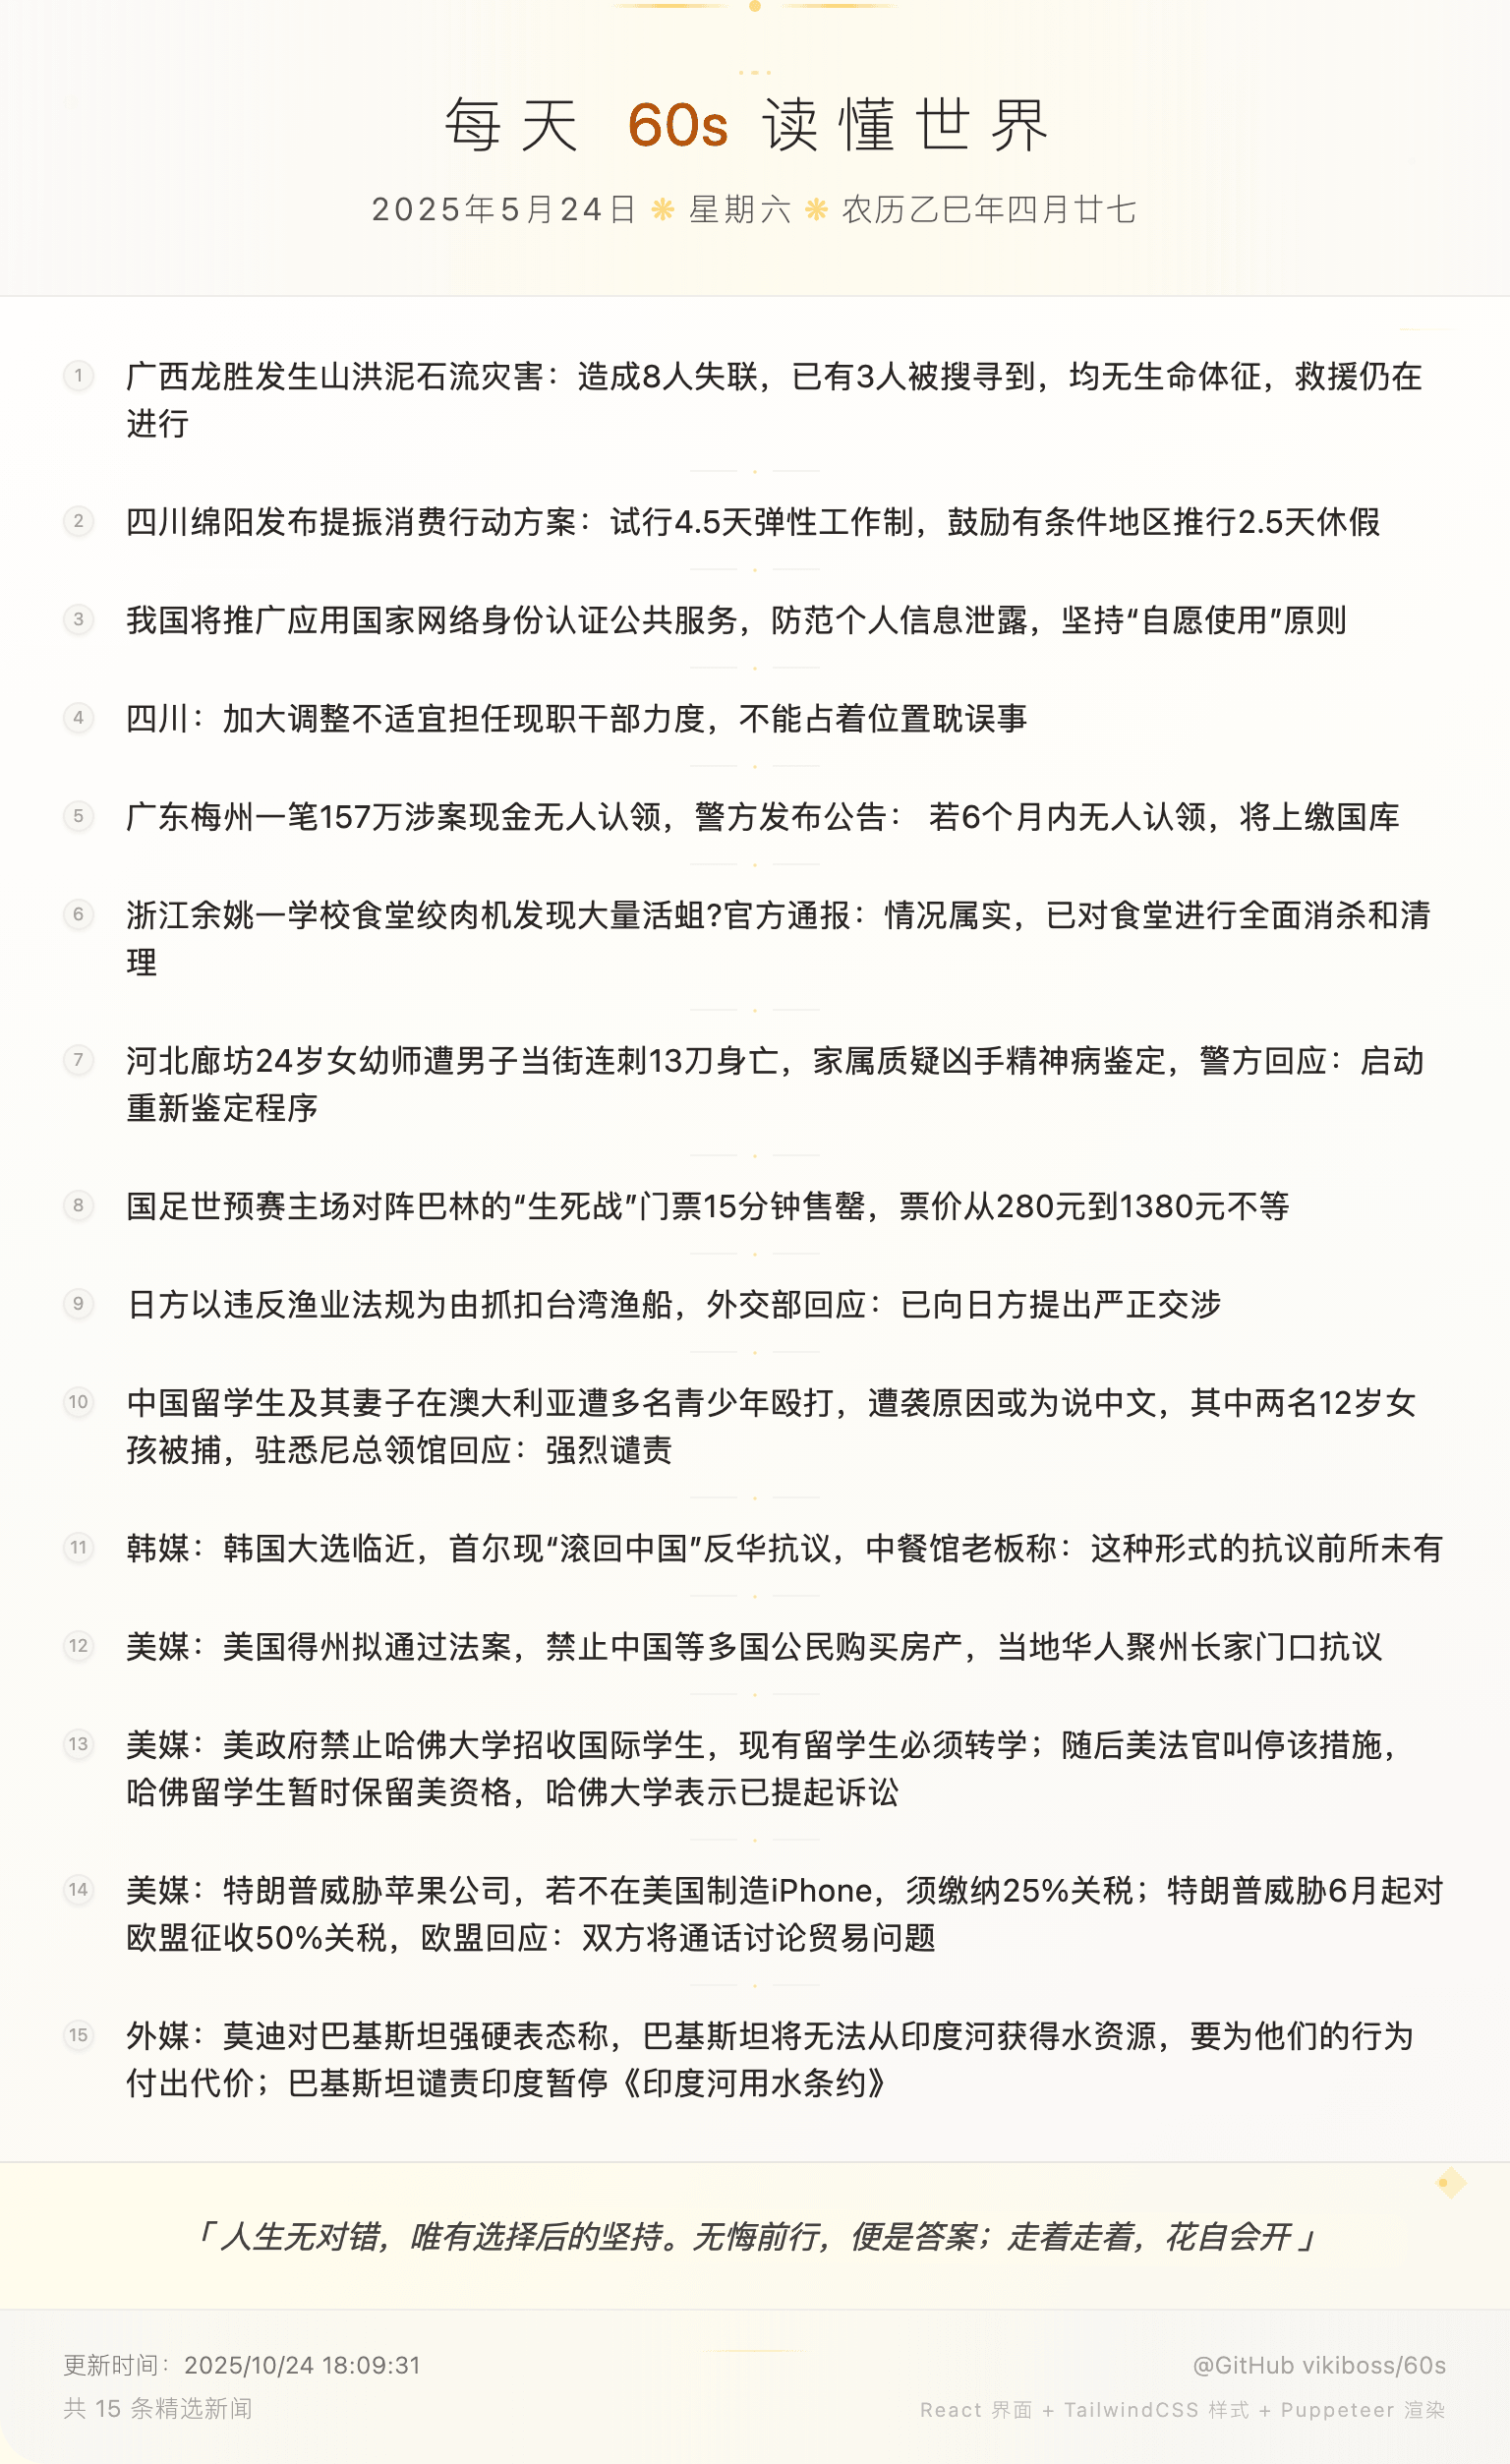 每天 60s 读懂世界
2025年5月24日 ❋ 星期六 ❋ 农历乙巳年四月廿七
1 广西龙胜发生山洪泥石流灾害：造成8人失联，已有3人被搜寻到，均无生命体征，救援仍在
进行
2 四川绵阳发布提振消费行动方案：试行4.5天弹性工作制，鼓励有条件地区推行2.5天休假
3 我国将推广应用国家网络身份认证公共服务，防范个人信息泄露，坚持“自愿使用”原则
4 四川：加大调整不适宜担任现职干部力度，不能占着位置耽误事
5 广东梅州一笔157万涉案现金无人认领，警方发布公告： 若6个月内无人认领，将上缴国库
6 浙江余姚一学校食堂绞肉机发现大量活蛆?官方通报：情况属实，已对食堂进行全面消杀和清
理
7 河北廊坊24岁女幼师遭男子当街连刺13刀身亡，家属质疑凶手精神病鉴定，警方回应：启动
重新鉴定程序
8 国足世预赛主场对阵巴林的“生死战”门票15分钟售罄，票价从280元到1380元不等
9 日方以违反渔业法规为由抓扣台湾渔船，外交部回应：已向日方提出严正交涉
10 中国留学生及其妻子在澳大利亚遭多名青少年殴打，遭袭原因或为说中文，其中两名12岁女
孩被捕，驻悉尼总领馆回应：强烈谴责
11 韩媒：韩国大选临近，首尔现“滚回中国”反华抗议，中餐馆老板称：这种形式的抗议前所未有
12 美媒：美国得州拟通过法案，禁止中国等多国公民购买房产，当地华人聚州长家门口抗议
13 美媒：美政府禁止哈佛大学招收国际学生，现有留学生必须转学；随后美法官叫停该措施，
哈佛留学生暂时保留美资格，哈佛大学表示已提起诉讼
14 美媒：特朗普威胁苹果公司，若不在美国制造iPhone，须缴纳25%关税；特朗普威胁6月起对
欧盟征收50%关税，欧盟回应：双方将通话讨论贸易问题
15 外媒：莫迪对巴基斯坦强硬表态称，巴基斯坦将无法从印度河获得水资源，要为他们的行为
付出代价；巴基斯坦谴责印度暂停《印度河用水条约》
「 人生无对错，唯有选择后的坚持。无悔前行，便是答案；走着走着，花自会开 」
更新时间：2025/10/24 18:09:31
@GitHub vikiboss/60s
共 15 条精选新闻
React 界面 + TailwindCSS 样式 + Puppeteer 渲染